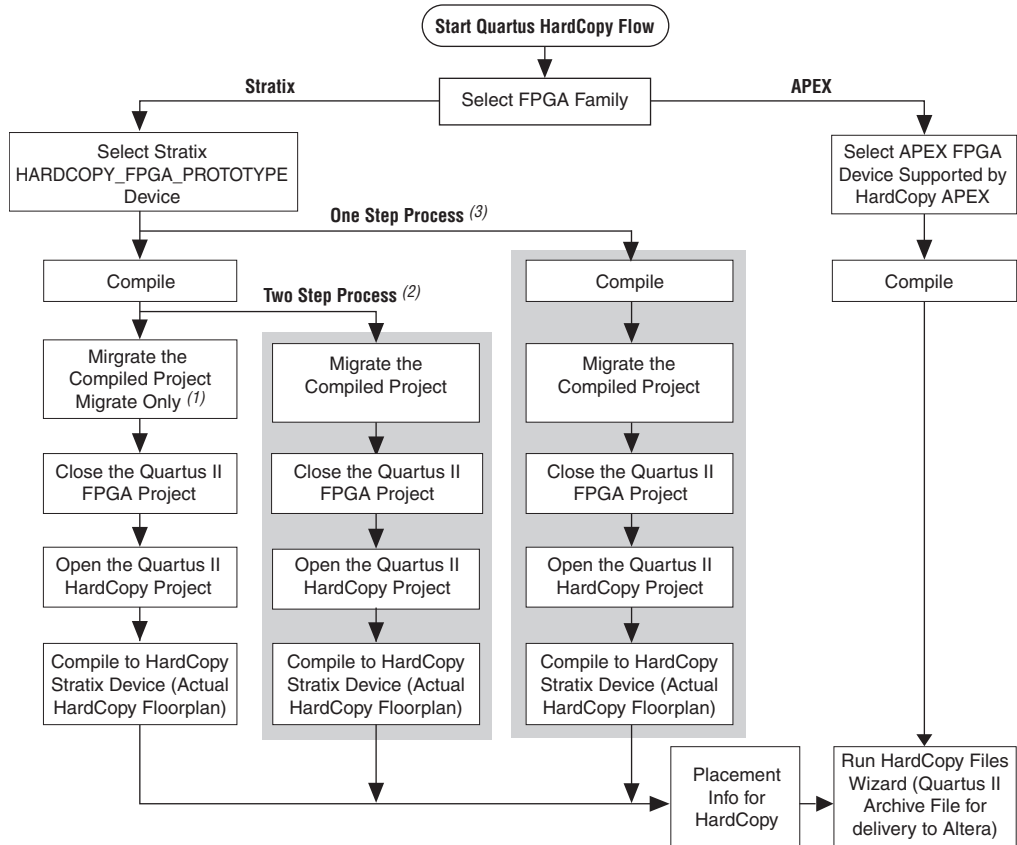 Start Quartus HardCopy Flow
Stratix
Select FPGA Family
APEX
Select Stratix
HARDCOPY_FPGA_PROTOTYPE
Device
Select APEX FPGA
Device Supported by
HardCopy APEX
One Step Process (3)
Compile
Compile
Compile
Two Step Process (2)
Mirgrate the
Compiled Project
Migrate Only (1)
Migrate the
Compiled Project
Migrate the
Compiled Project
Close the Quartus II
FPGA Project
Close the Quartus II
FPGA Project
Close the Quartus II
FPGA Project
Open the Quartus II
HardCopy Project
Open the Quartus II
HardCopy Project
Open the Quartus II
HardCopy Project
Compile to HardCopy
Stratix Device (Actual
HardCopy Floorplan)
Compile to HardCopy
Stratix Device (Actual
HardCopy Floorplan)
Compile to HardCopy
Stratix Device (Actual
HardCopy Floorplan)
Placement
Info for
HardCopy
Run HardCopy Files
Wizard (Quartus II
Archive File for
delivery to Altera)